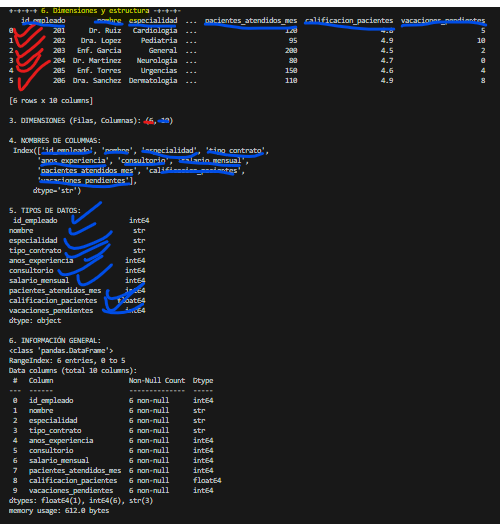 -+-+-+- 6. Dimensiones y estructura -+-+-+-
id_empleado nombre especialidad ... pacientes_atendidos_mes calificacion_pacientes vacaciones_pendientes
0 201 Dr. Ruiz Cardiologia ... 120 4.8 5
1 202 Dra. Lopez Pediatria ... 95 4.9 10
2 203 Enf. Garcia General ... 200 4.5 2
3 204 Dr. Martinez Neurologia ... 80 4.7 0
4 205 Enf. Torres Urgencias ... 150 4.6 4
5 206 Dra. Sanchez Dermatologia ... 110 4.9 8
[6 rows x 10 columns]
3. DIMENSIONES (Filas, Columnas): (6, 10)
4. NOMBRES DE COLUMNAS:
Index(['id_empleado', 'nombre', 'especialidad', 'tipo_contrato',
'anos_experiencia', 'consultorio', 'salario_mensual',
'pacientes_atendidos_mes', 'calificacion_pacientes',
'vacaciones_pendientes'],
dtype='str')
5. TIPOS DE DATOS:
id_empleado int64
nombre str
especialidad str
tipo_contrato str
anos_experiencia int64
consultorio int64
salario_mensual int64
pacientes_atendidos_mes int64
calificacion_pacientes float64
vacaciones_pendientes int64
dtype: object
6. INFORMACIÓN GENERAL:
<class 'pandas.DataFrame'>
RangeIndex: 6 entries, 0 to 5
Data columns (total 10 columns):
# Column Non-Null Count Dtype
--- ------ -------------- -----
0 id_empleado 6 non-null int64
1 nombre 6 non-null str
2 especialidad 6 non-null str
3 tipo_contrato 6 non-null str
4 anos_experiencia 6 non-null int64
5 consultorio 6 non-null int64
6 salario_mensual 6 non-null int64
7 pacientes_atendidos_mes 6 non-null int64
8 calificacion_pacientes 6 non-null float64
9 vacaciones_pendientes 6 non-null int64
dtypes: float64(1), int64(6), str(3)
memory usage: 612.0 bytes